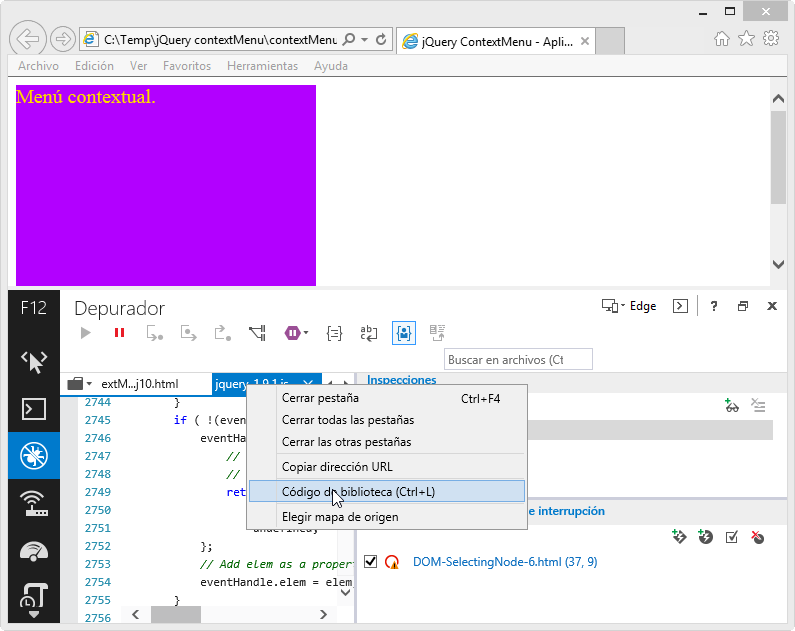 C:\Temp\jQuery contextMenu\contextMenu
jQuery ContextMenu - Apli...
Archivo Edición Ver Favoritos Herramientas Ayuda
Menú contextual.
F12 Depurador
Edge ?
Buscar en archivos (Ct
extM...j10.html
jquery-1.9.1.js
Inspecciones
Cerrar pestaña Ctrl+F4
Cerrar todas las pestañas
Cerrar las otras pestañas
Copiar dirección URL
Código de biblioteca (Ctrl+L)
Elegir mapa de origen
2744 }
2745 if ( !(even
2746 eventHa
2747 //
2748 //
2749 ret
2750
2751 undefined;
2752 };
2753 // Add elem as a propert
2754 eventHandle.elem = elem
2755 }
2756
e interrupción
DOM-SelectingNode-6.html (37, 9)